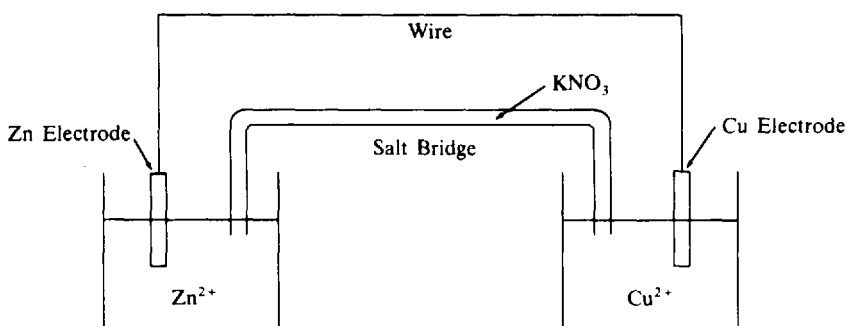 Wire
KNO₃
Zn Electrode
Salt Bridge
Cu Electrode
Zn²⁺
Cu²⁺